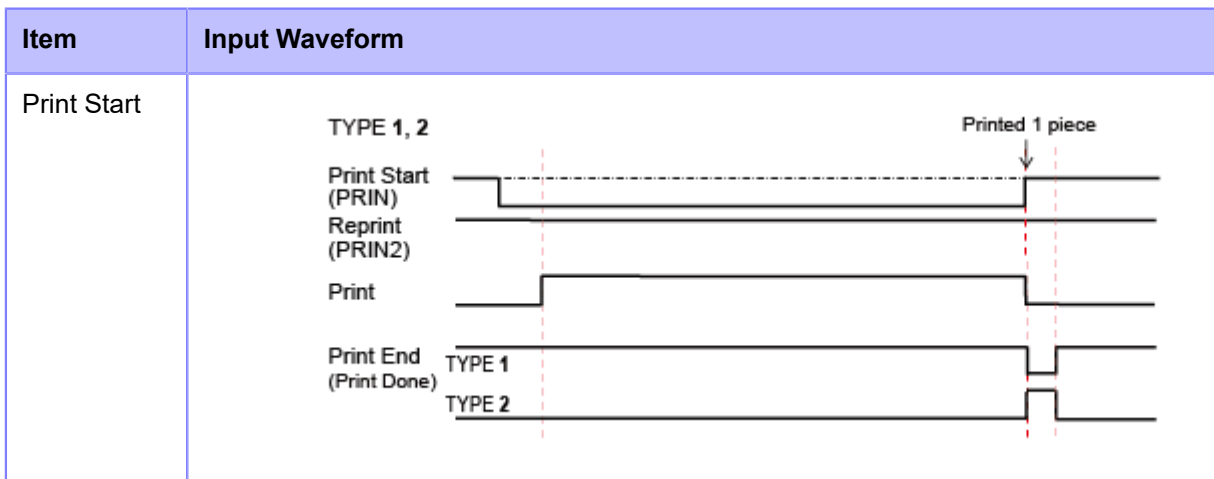 Item
Input Waveform
Print Start
TYPE 1, 2
Printed 1 piece
Print Start
(PRIN)
Reprint
(PRIN2)
Print
Print End
(Print Done)
TYPE 1
TYPE 2